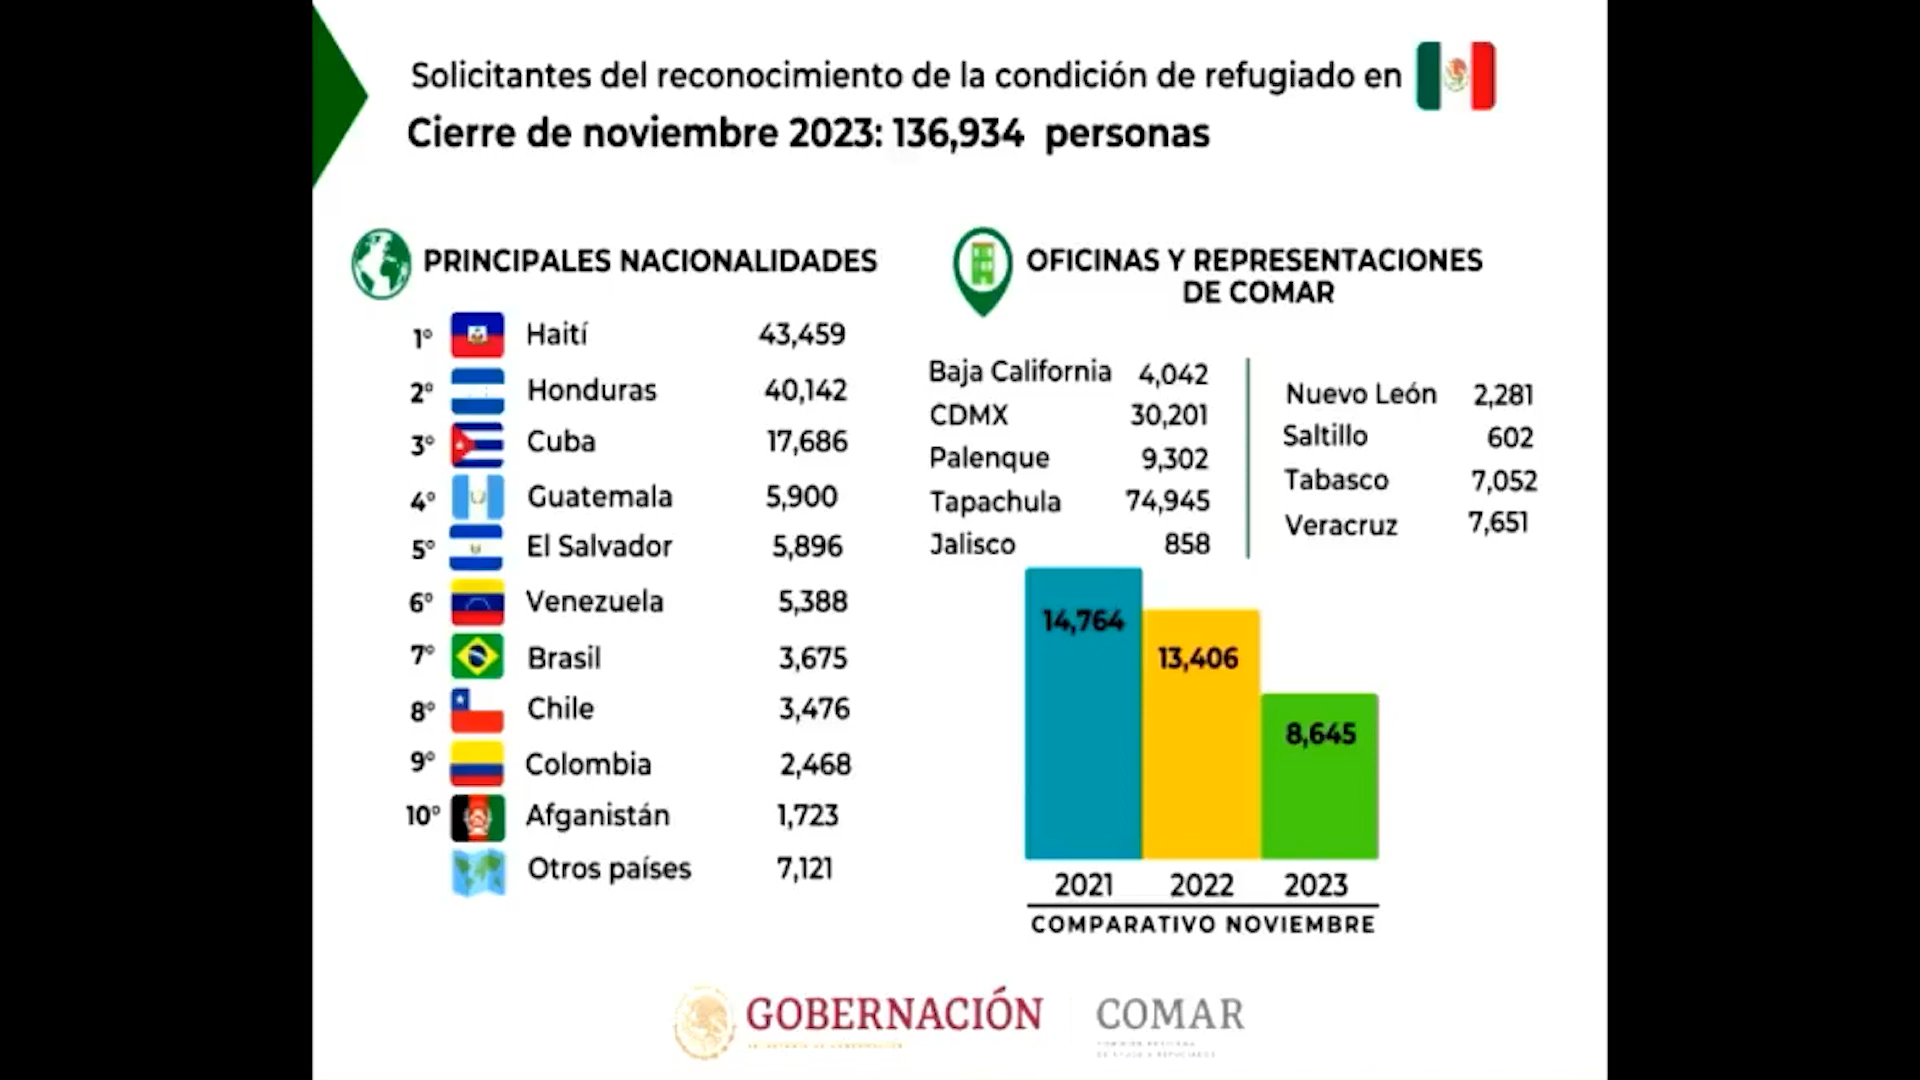 Solicitantes del reconocimiento de la condición de refugiado en
Cierre de noviembre 2023: 136,934 personas
PRINCIPALES NACIONALIDADES
1° Haití 43,459
2° Honduras 40,142
3° Cuba 17,686
4° Guatemala 5,900
5° El Salvador 5,896
6° Venezuela 5,388
7° Brasil 3,675
8° Chile 3,476
9° Colombia 2,468
10° Afganistán 1,723
Otros países 7,121
OFICINAS Y REPRESENTACIONES
DE COMAR
Baja California 4,042
CDMX 30,201
Palenque 9,302
Tapachula 74,945
Jalisco 858
Nuevo León 2,281
Saltillo 602
Tabasco 7,052
Veracruz 7,651
14,764
13,406
8,645
2021 2022 2023
COMPARATIVO NOVIEMBRE
GOBERNACIÓN
COMAR